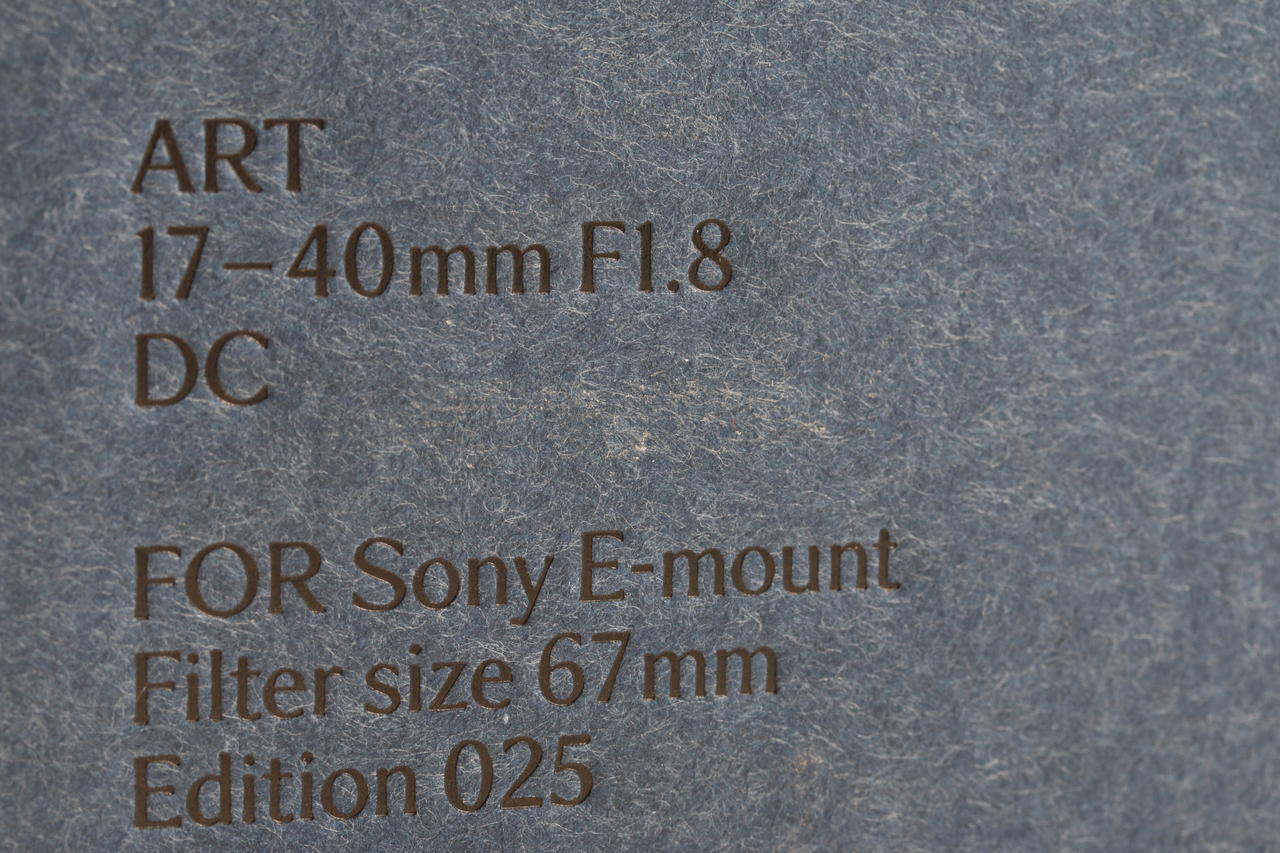 ART
17–40mm F1.8
DC
FOR Sony E-mount
Filter size 67mm
Edition 025